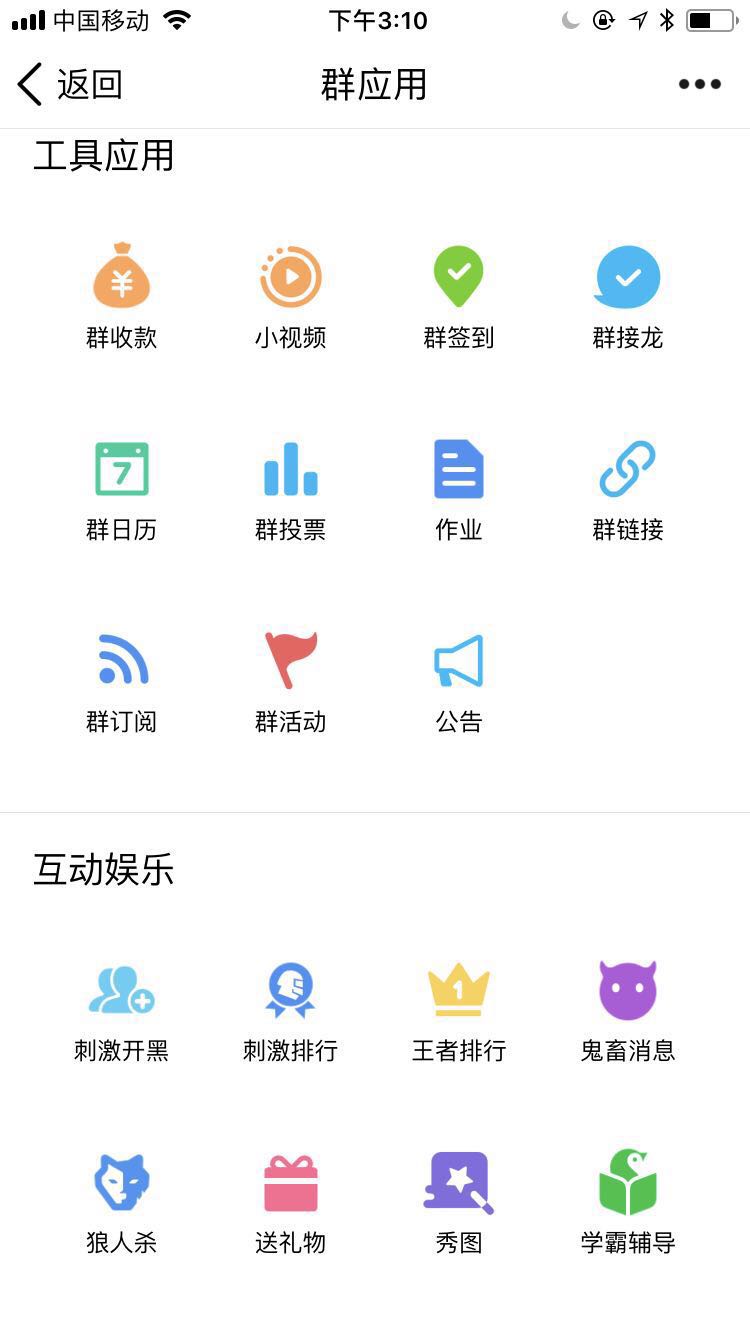 中国移动 下午3:10
返回 群应用
工具应用
¥
群收款 小视频 群签到 群接龙
7
群日历 群投票 作业 群链接
群订阅 群活动 公告
互动娱乐
1
刺激开黑 刺激排行 王者排行 鬼畜消息
狼人杀 送礼物 秀图 学霸辅导